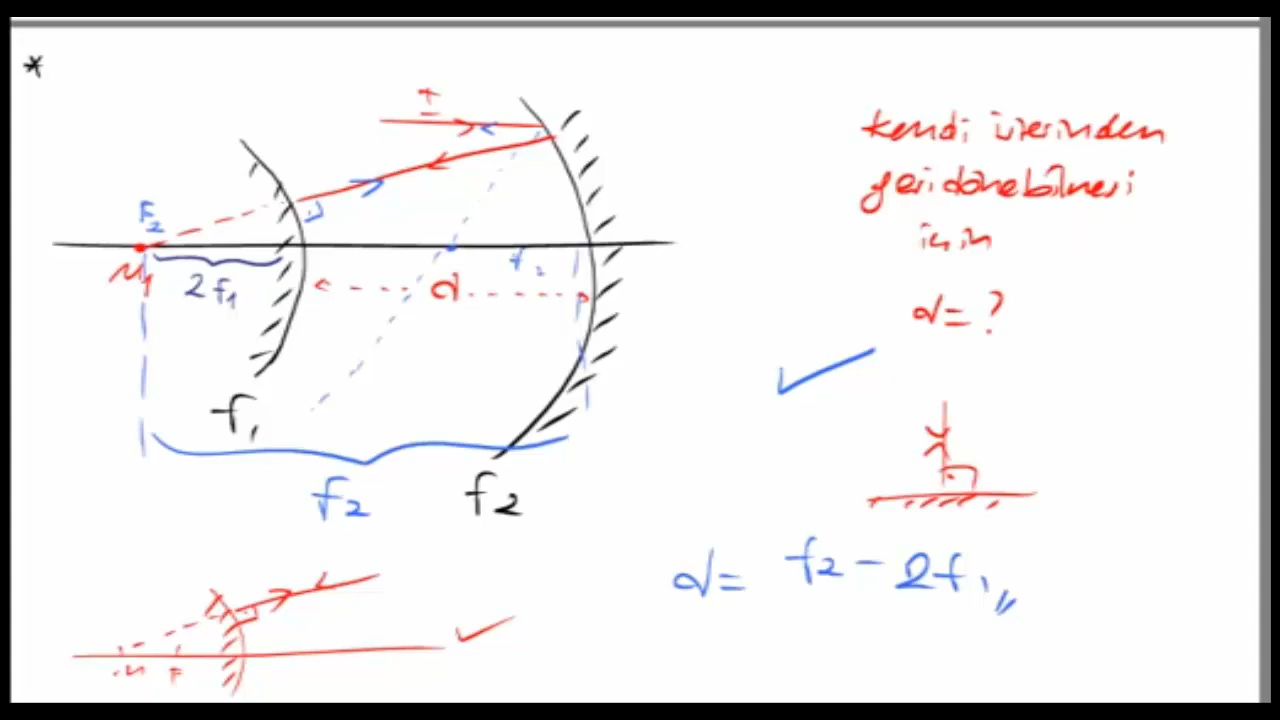 *
I
kendi üzerinden
geri dönebilmesi
için
d = ?
F₂
M₁
2f₁
d
f₁
f₂
f₂
d = f₂ - 2f₁,,
M F